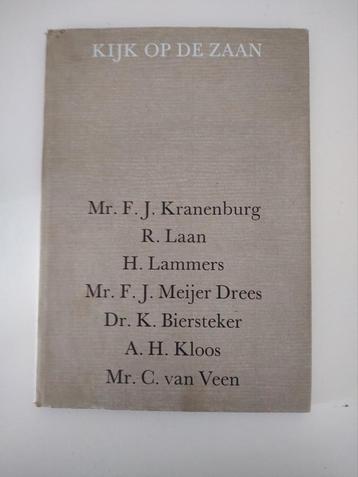 KIJK OP DE ZAAN
Mr. F. J. Kranenburg
R. Laan
H. Lammers
Mr. F. J. Meijer Drees
Dr. K. Biersteker
A. H. Kloos
Mr. C. van Veen